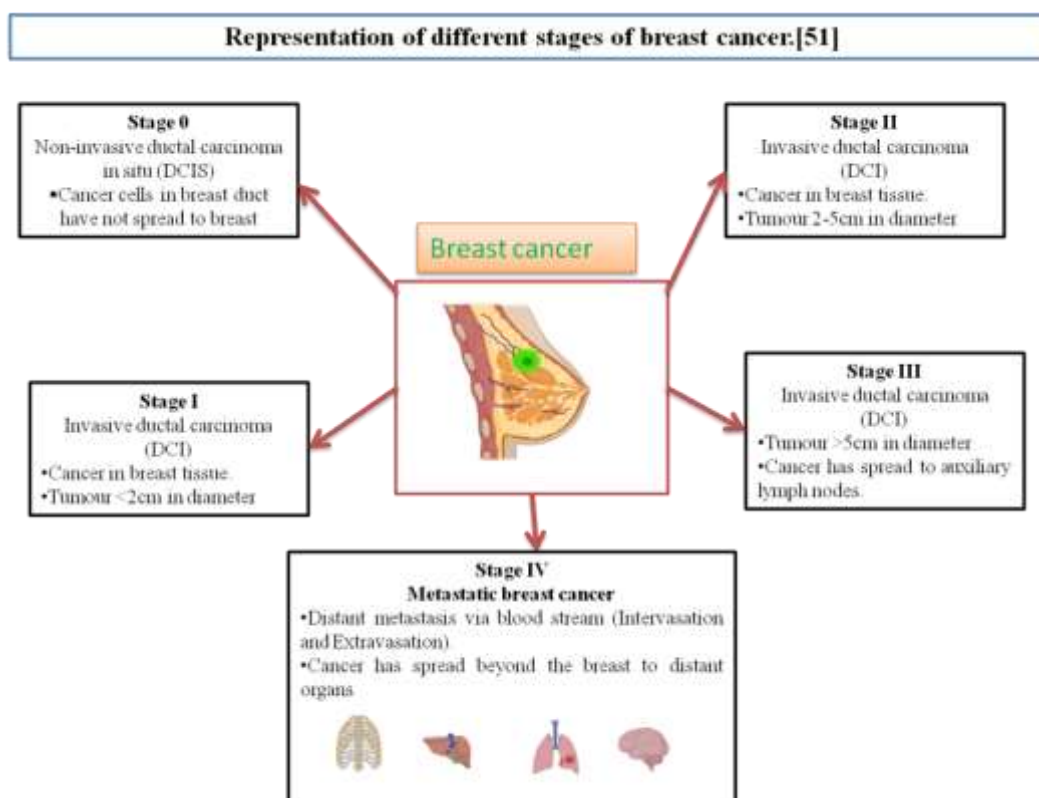 Representation of different stages of breast cancer.[51]
Stage 0
Non-invasive ductal carcinoma
in situ (DCIS)
▪Cancer cells in breast duct
have not spread to breast
Stage II
Invasive ductal carcinoma
(DCI)
•Cancer in breast tissue.
•Tumour 2-5cm in diameter
Breast cancer
Stage I
Invasive ductal carcinoma
(DCI)
•Cancer in breast tissue.
•Tumour <2cm in diameter
Stage III
Invasive ductal carcinoma
(DCI)
•Tumour >5cm in diameter
•Cancer has spread to auxiliary
lymph nodes.
Stage IV
Metastatic breast cancer
•Distant metastasis via blood stream (Intervasation
and Extravasation)
•Cancer has spread beyond the breast to distant
organs